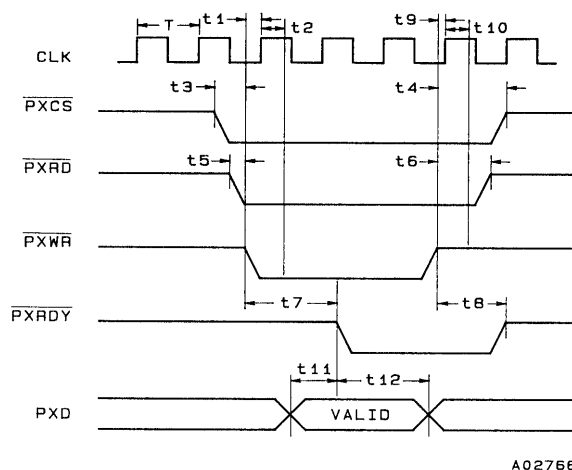 T t1 t2 t9 t10
CLK
PXCS t3 t4
PXRD t5 t6
PXWR
PXRDY t7 t8
t11 t12
PXD VALID
A02766